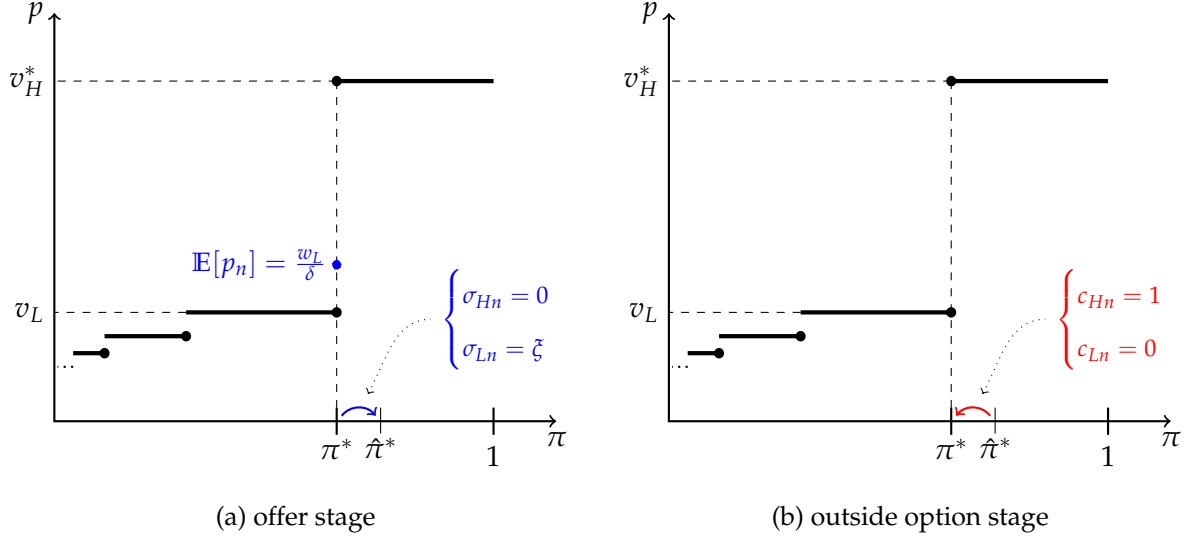 p
v*_H
𝔼[p_n] = w_L/δ
v_L
σ_Hn = 0
σ_Ln = ξ
...
π* π̂* 1 π
(a) offer stage
p
v*_H
v_L
c_Hn = 1
c_Ln = 0
...
π* π̂* 1 π
(b) outside option stage